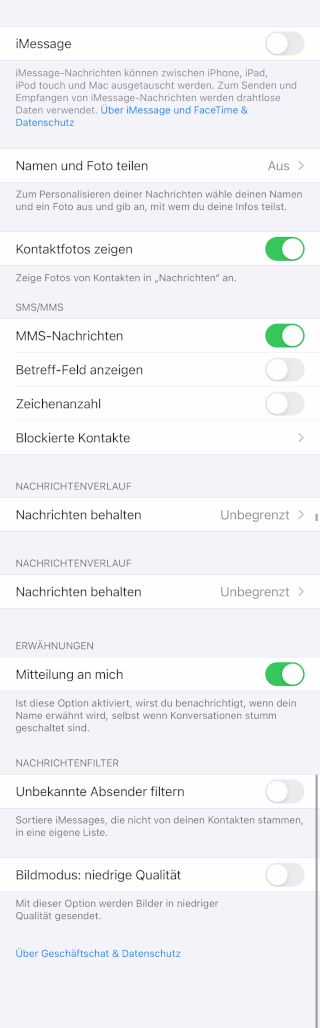 iMessage
iMessage-Nachrichten können zwischen iPhone, iPad,
iPod touch und Mac ausgetauscht werden. Zum Senden und
Empfangen von iMessage-Nachrichten werden drahtlose
Daten verwendet. Über iMessage und FaceTime &
Datenschutz
Namen und Foto teilen Aus
Zum Personalisieren deiner Nachrichten wähle deinen Namen
und ein Foto aus und gib an, mit wem du deine Infos teilst.
Kontaktfotos zeigen
Zeige Fotos von Kontakten in „Nachrichten“ an.
SMS/MMS
MMS-Nachrichten
Betreff-Feld anzeigen
Zeichenanzahl
Blockierte Kontakte
NACHRICHTENVERLAUF
Nachrichten behalten Unbegrenzt
NACHRICHTENVERLAUF
Nachrichten behalten Unbegrenzt
ERWÄHNUNGEN
Mitteilung an mich
Ist diese Option aktiviert, wirst du benachrichtigt, wenn dein
Name erwähnt wird, selbst wenn Konversationen stumm
geschaltet sind.
NACHRICHTENFILTER
Unbekannte Absender filtern
Sortiere iMessages, die nicht von deinen Kontakten stammen,
in eine eigene Liste.
Bildmodus: niedrige Qualität
Mit dieser Option werden Bilder in niedriger
Qualität gesendet.
Über Geschäftschat & Datenschutz